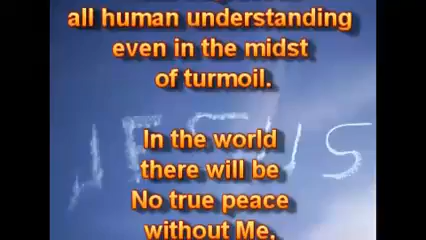 all human understanding
even in the midst
of turmoil.
In the world
there will be
No true peace
without Me.
JESUS